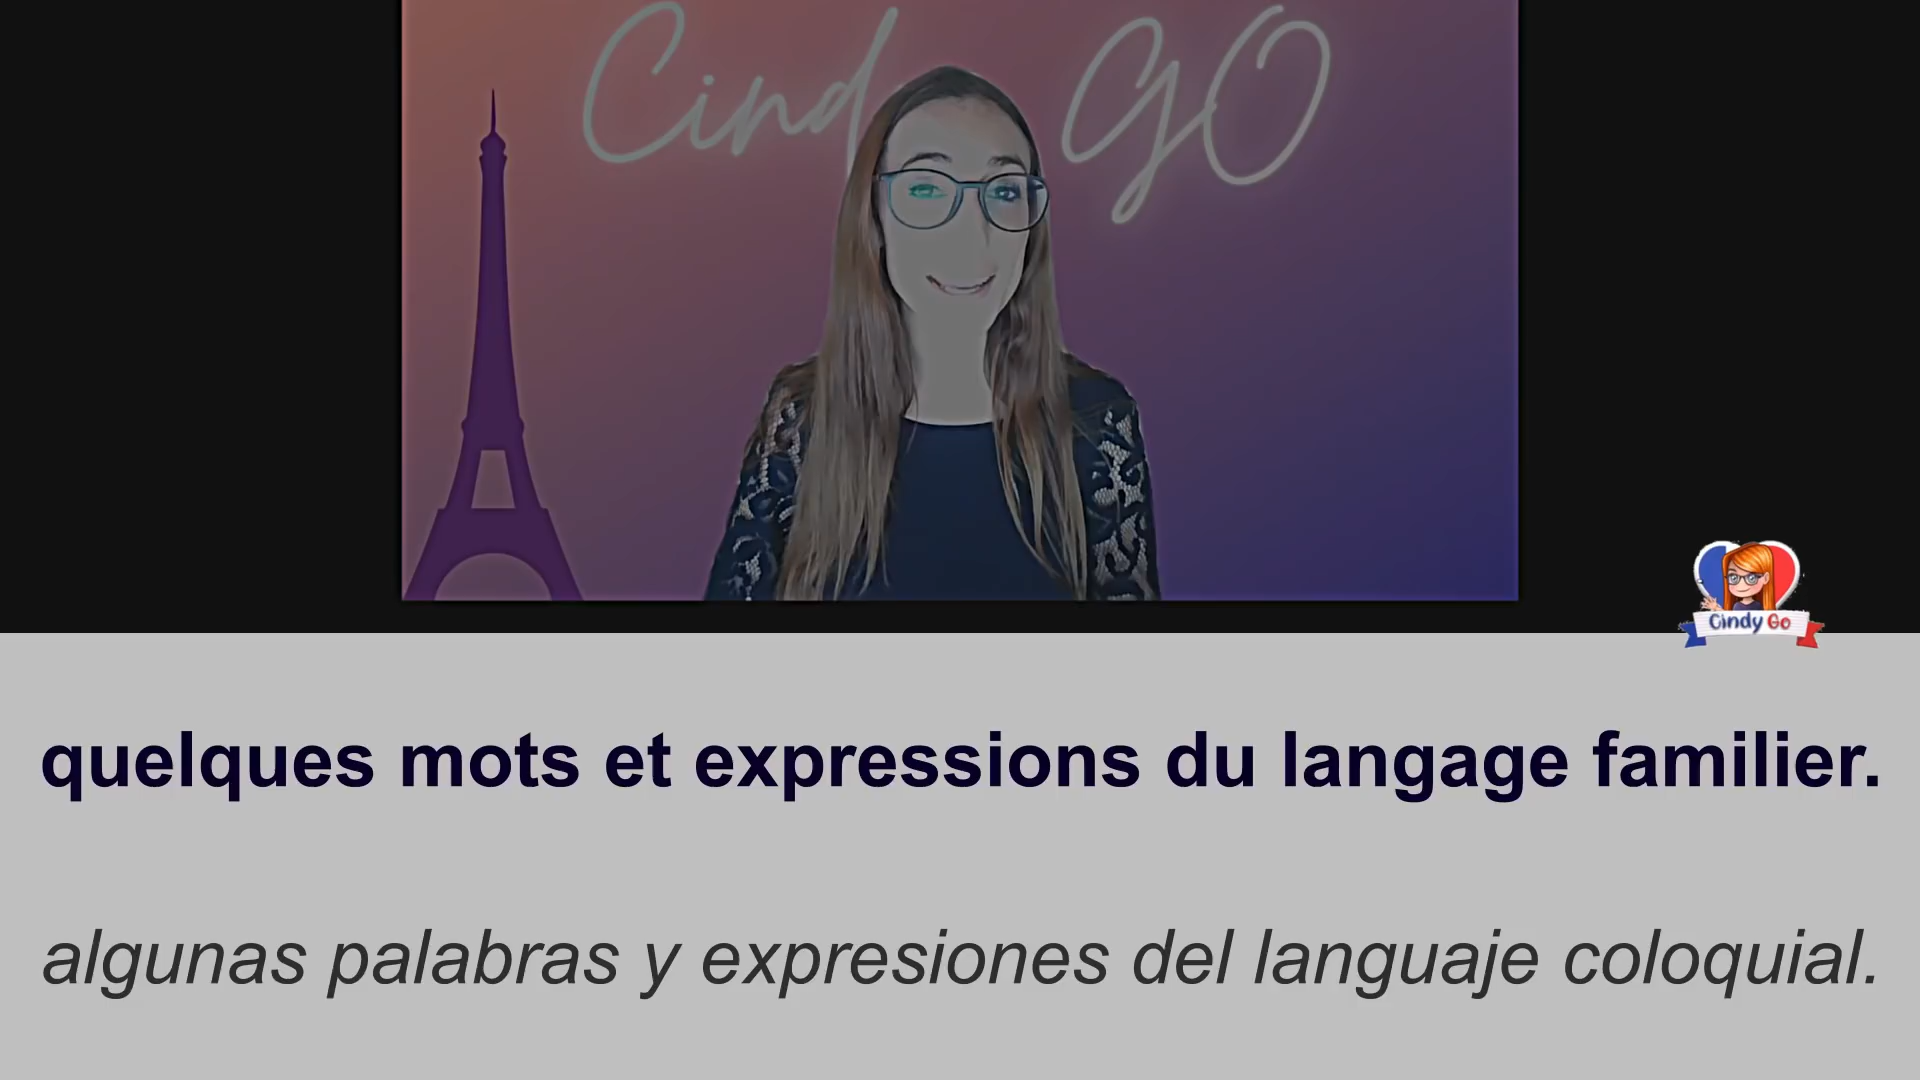 Cindy GO
Cindy Go
quelques mots et expressions du langage familier.
algunas palabras y expresiones del languaje coloquial.